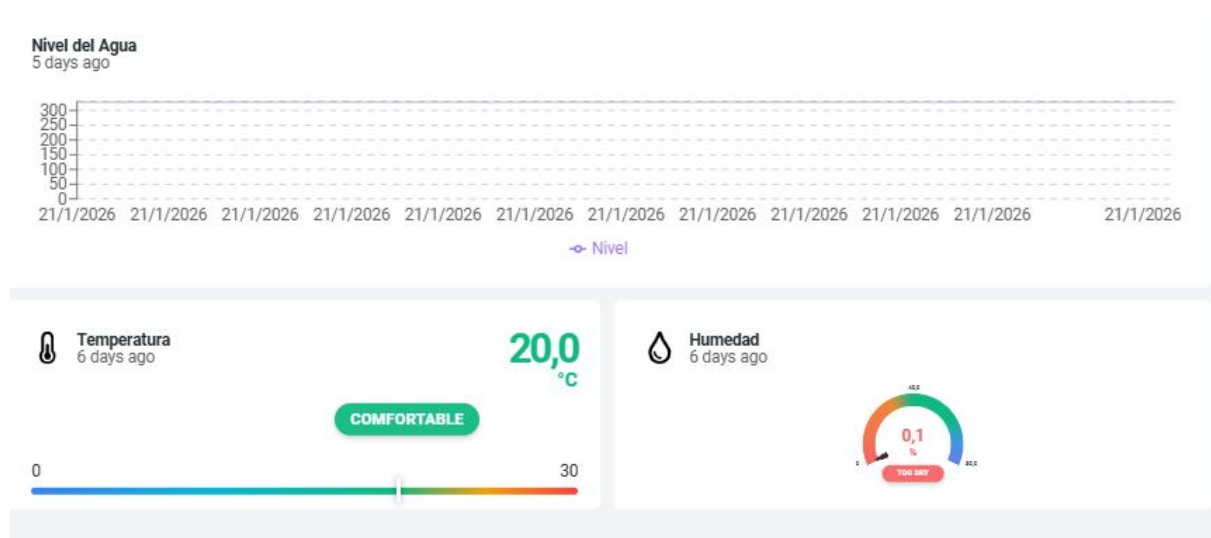 Nivel del Agua
5 days ago
300
250
200
150
100
50
0
21/1/2026 21/1/2026 21/1/2026 21/1/2026 21/1/2026 21/1/2026 21/1/2026 21/1/2026 21/1/2026 21/1/2026 21/1/2026 21/1/2026
Nivel
Temperatura
6 days ago
20,0
°C
COMFORTABLE
0 30
Humedad
6 days ago
40,0
0,1
%
0 80,0
TOO DRY